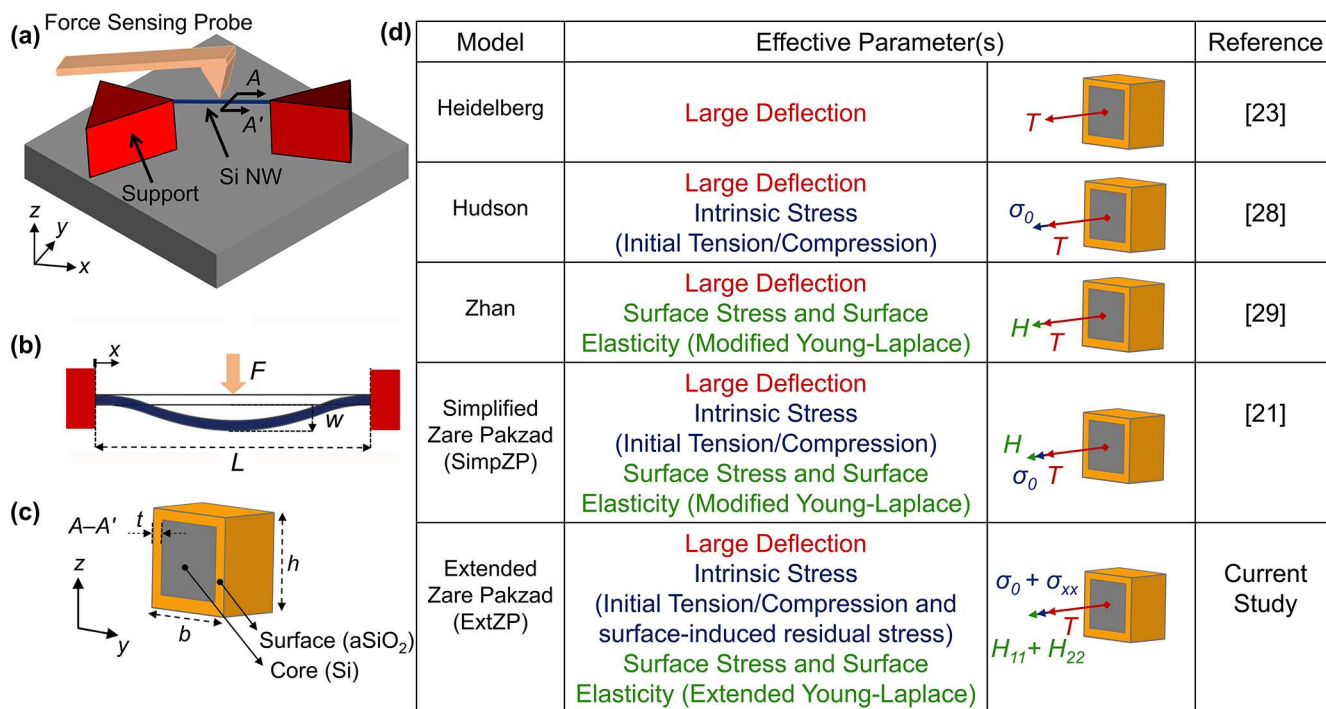 (a)
Force Sensing Probe
A
A'
Si NW
Support
z
y
x
(b)
x
F
w
L
(c)
A–A'
t
h
z
b
y
Surface (aSiO₂)
Core (Si)
(d)
Model
Effective Parameter(s)
Reference
Heidelberg
Large Deflection
T
[23]
Hudson
Large Deflection
Intrinsic Stress
(Initial Tension/Compression)
σ₀
T
[28]
Zhan
Large Deflection
Surface Stress and Surface
Elasticity (Modified Young-Laplace)
H
T
[29]
Simplified
Zare Pakzad
(SimpZP)
Large Deflection
Intrinsic Stress
(Initial Tension/Compression)
Surface Stress and Surface
Elasticity (Modified Young-Laplace)
H
σ₀
T
[21]
Extended
Zare Pakzad
(ExtZP)
Large Deflection
Intrinsic Stress
(Initial Tension/Compression and
surface-induced residual stress)
Surface Stress and Surface
Elasticity (Extended Young-Laplace)
σ₀ + σₓₓ
T
H₁₁ + H₂₂
Current
Study